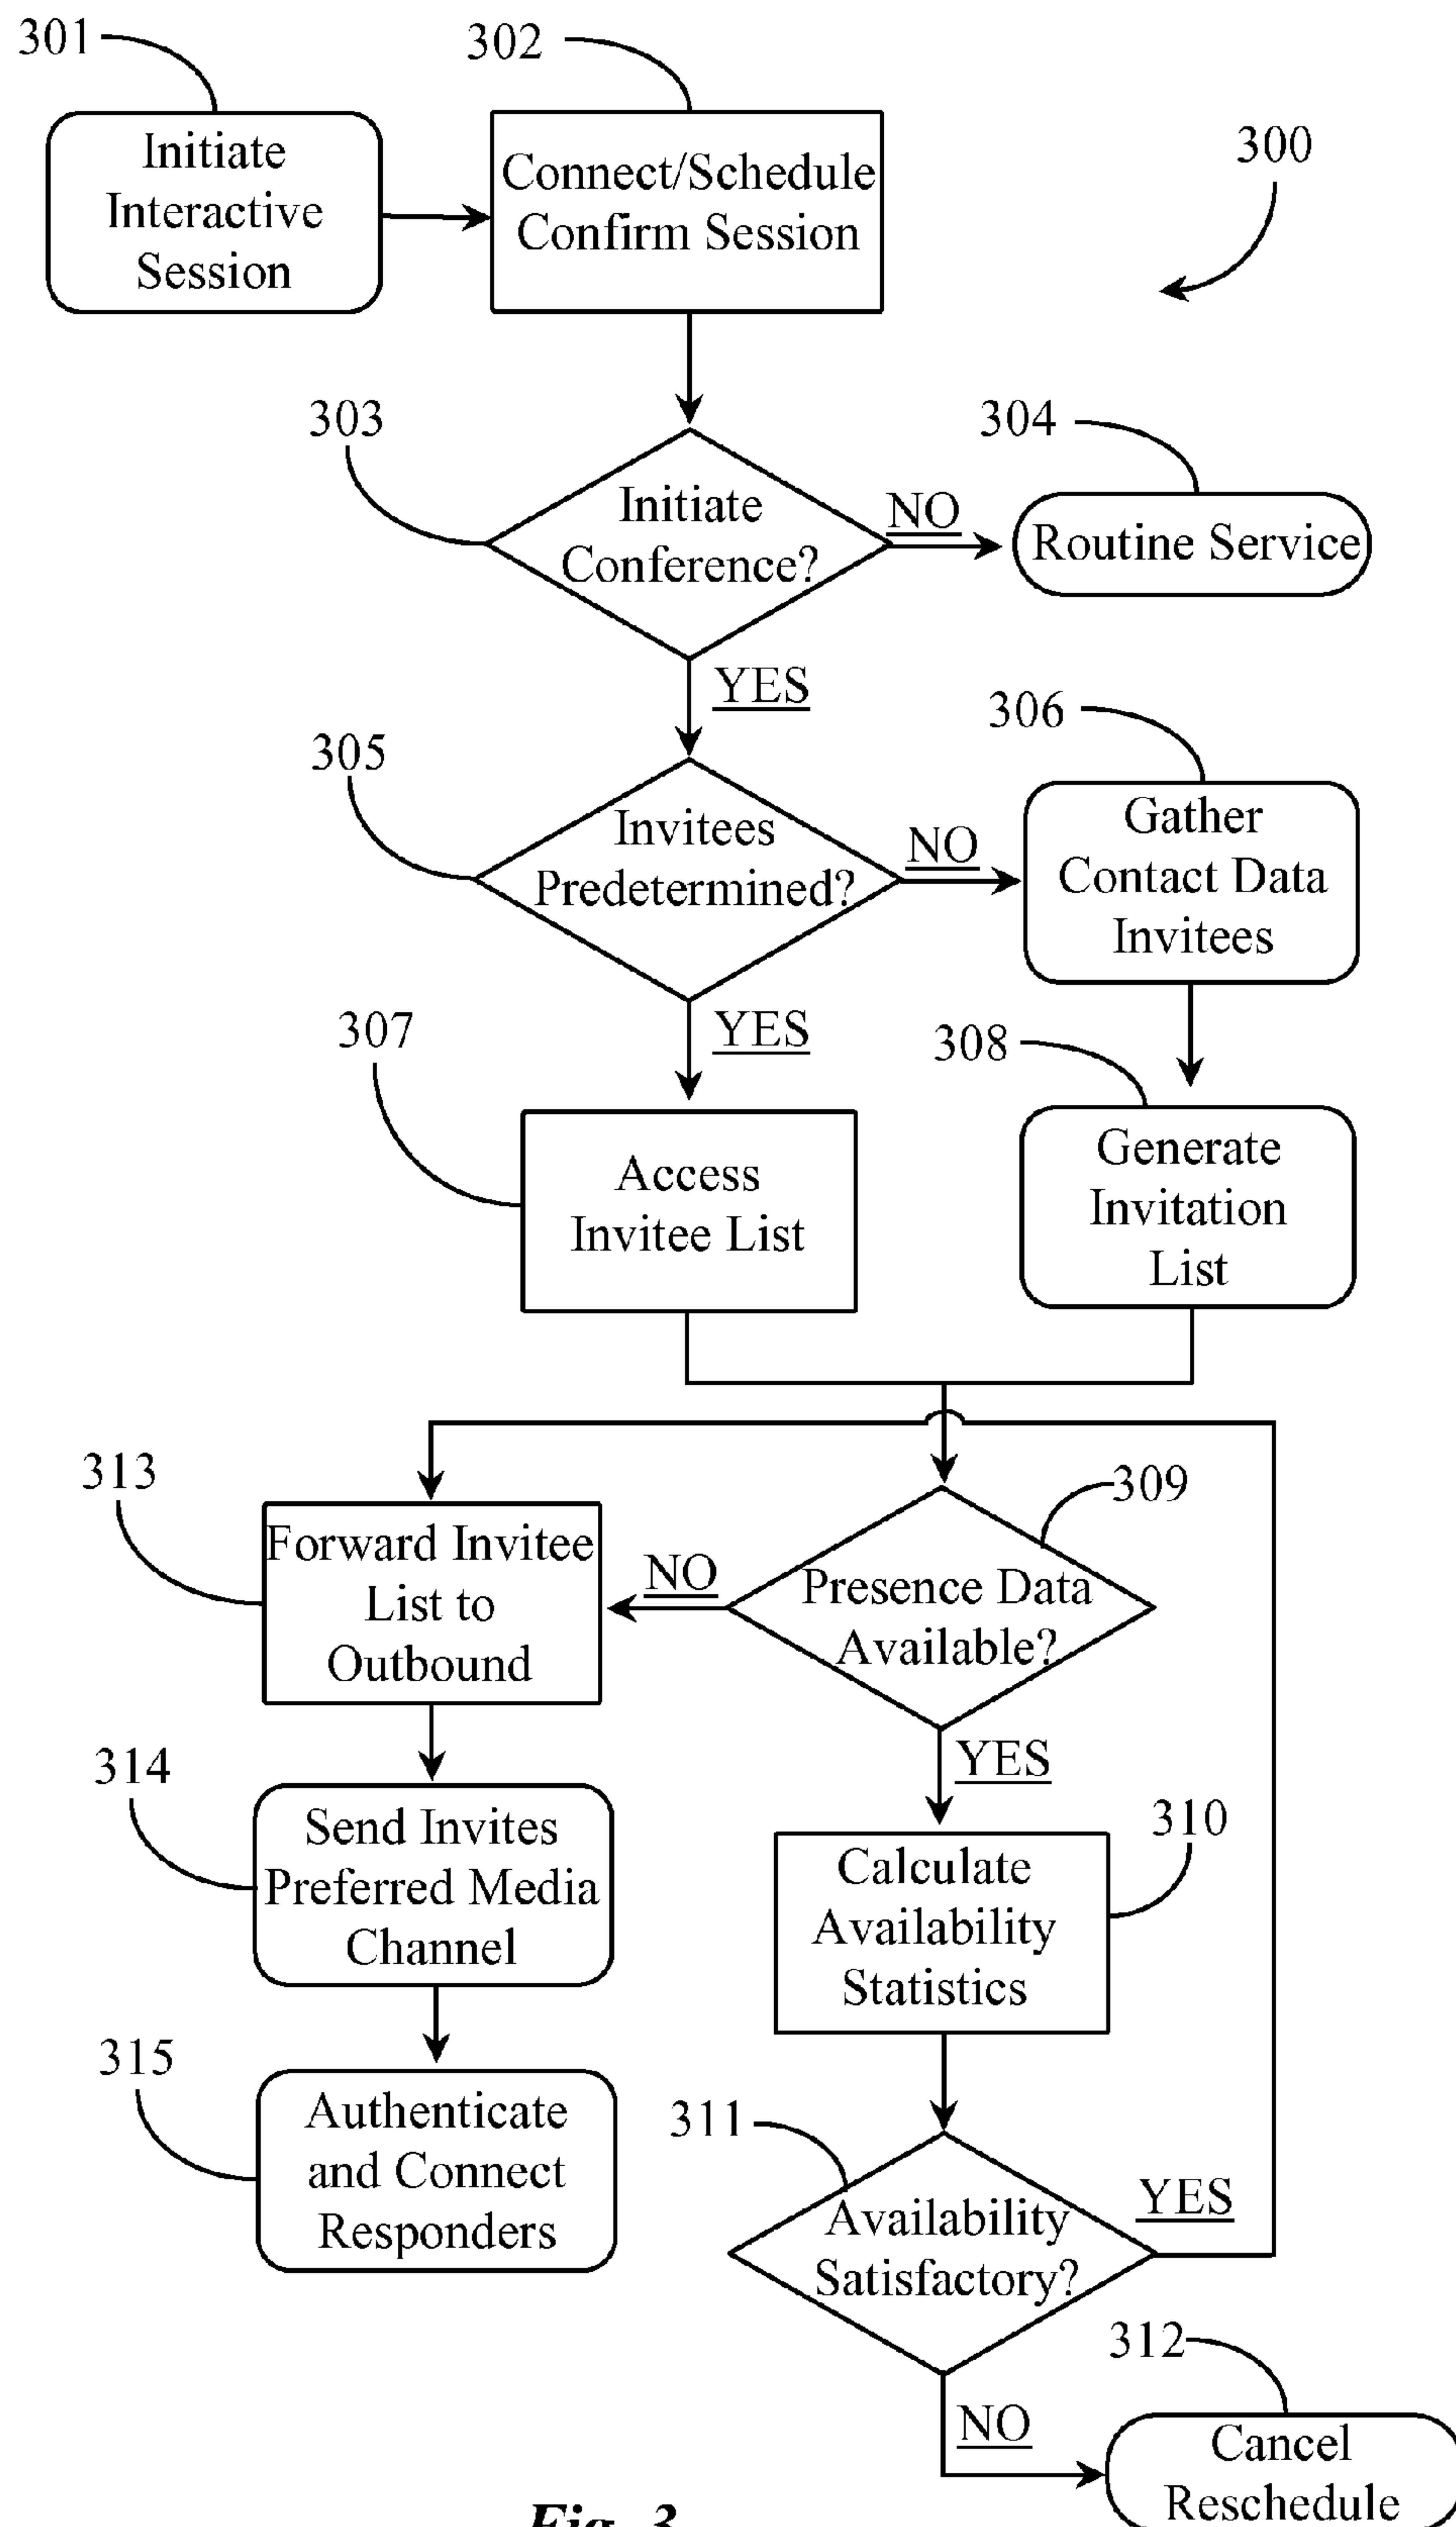 301
302
Initiate
Interactive
Session
Connect/Schedule
Confirm Session
300
303
304
Initiate
Conference?
NO
Routine Service
YES
305
306
Invitees
Predetermined?
NO
Gather
Contact Data
Invitees
307
YES
308
Access
Invitee List
Generate
Invitation
List
313
309
Forward Invitee
List to
Outbound
NO
Presence Data
Available?
314
YES
310
Send Invites
Preferred Media
Channel
Calculate
Availability
Statistics
315
311
Authenticate
and Connect
Responders
Availability
Satisfactory?
YES
312
NO
Cancel
Reschedule
Fig. 3